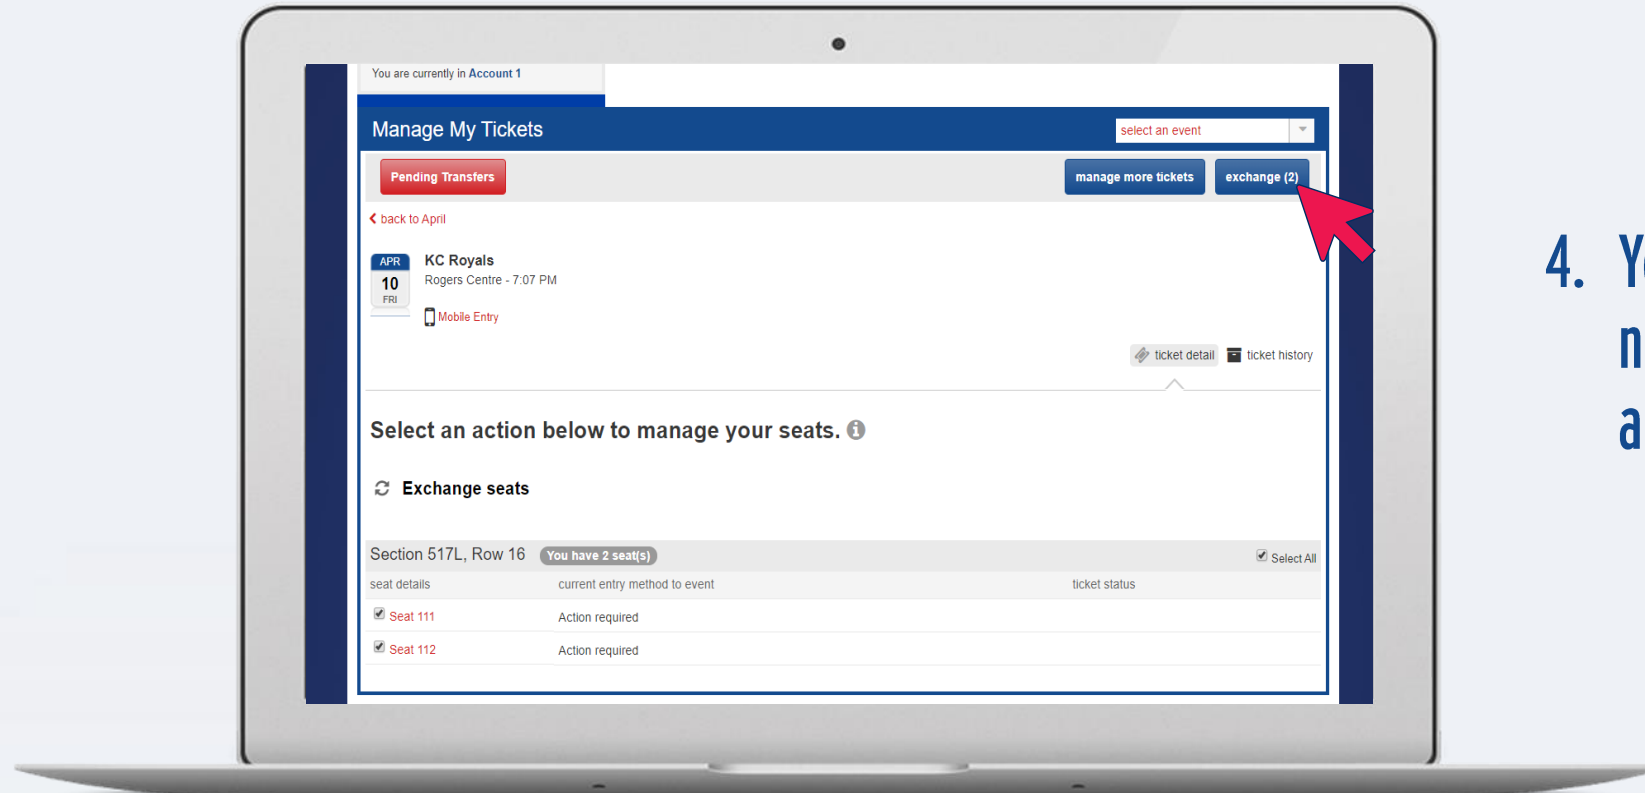 You are currently in Account 1
Manage My Tickets
select an event
Pending Transfers
manage more tickets
exchange (2)
back to April
APR
10
FRI
KC Royals
Rogers Centre - 7:07 PM
Mobile Entry
ticket detail
ticket history
Select an action below to manage your seats.
Exchange seats
Section 517L, Row 16 You have 2 seat(s) Select All
seat details current entry method to event ticket status
Seat 111 Action required
Seat 112 Action required
4.